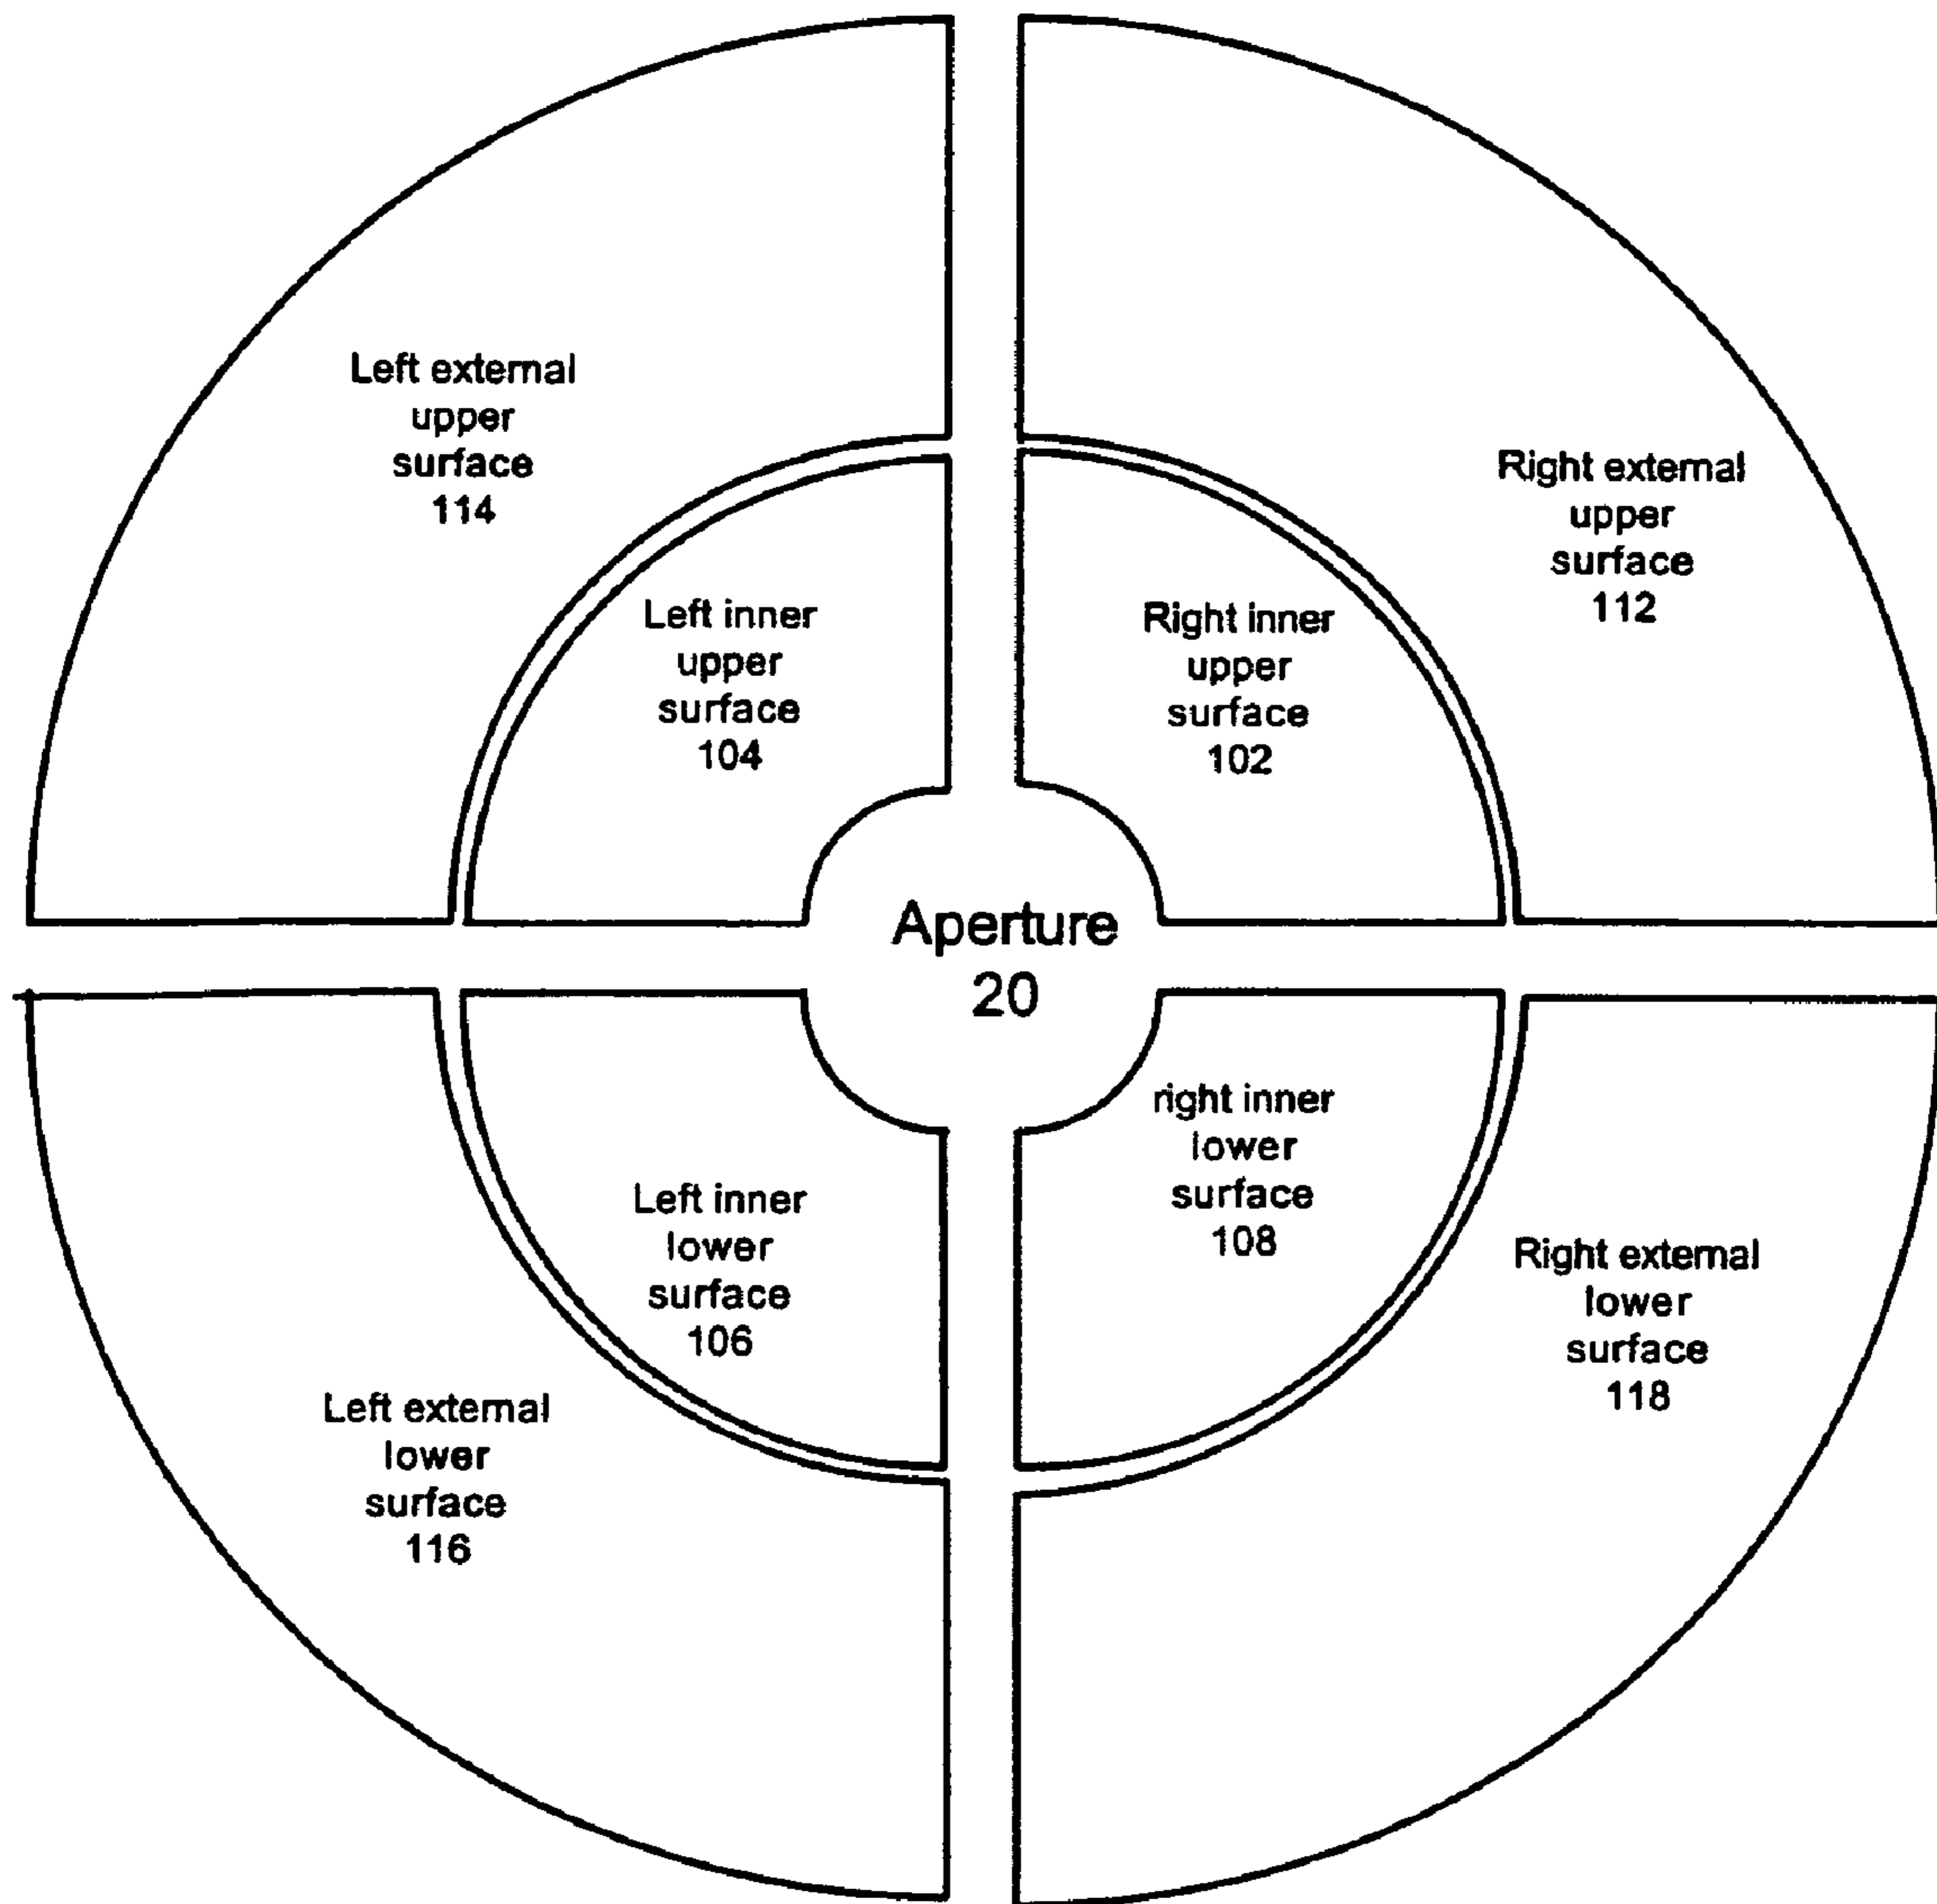 Left external
upper
surface
114
Right external
upper
surface
112
Left inner
upper
surface
104
Right inner
upper
surface
102
Aperture
20
right inner
lower
surface
108
Left inner
lower
surface
106
Right external
lower
surface
118
Left external
lower
surface
116